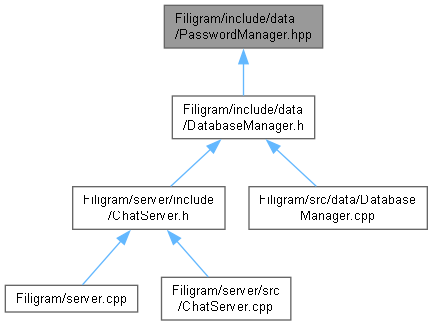 Filigram/include/data
/PasswordManager.hpp
Filigram/include/data
/DatabaseManager.h
Filigram/server/include
/ChatServer.h
Filigram/src/data/Database
Manager.cpp
Filigram/server.cpp
Filigram/server/src
/ChatServer.cpp